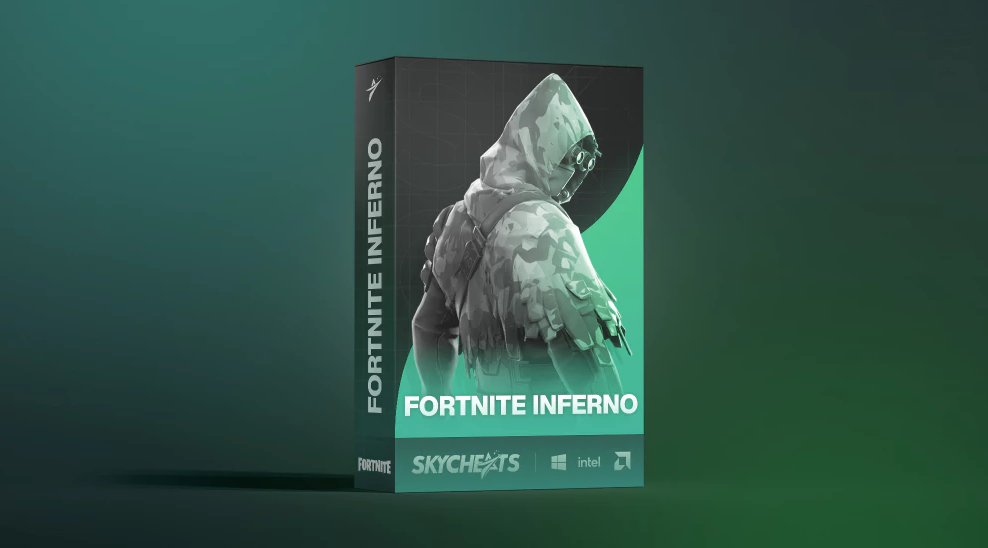 FORTNITE INFERNO
FORTNITE
FORTNITE INFERNO
SKYCHEATS
intel